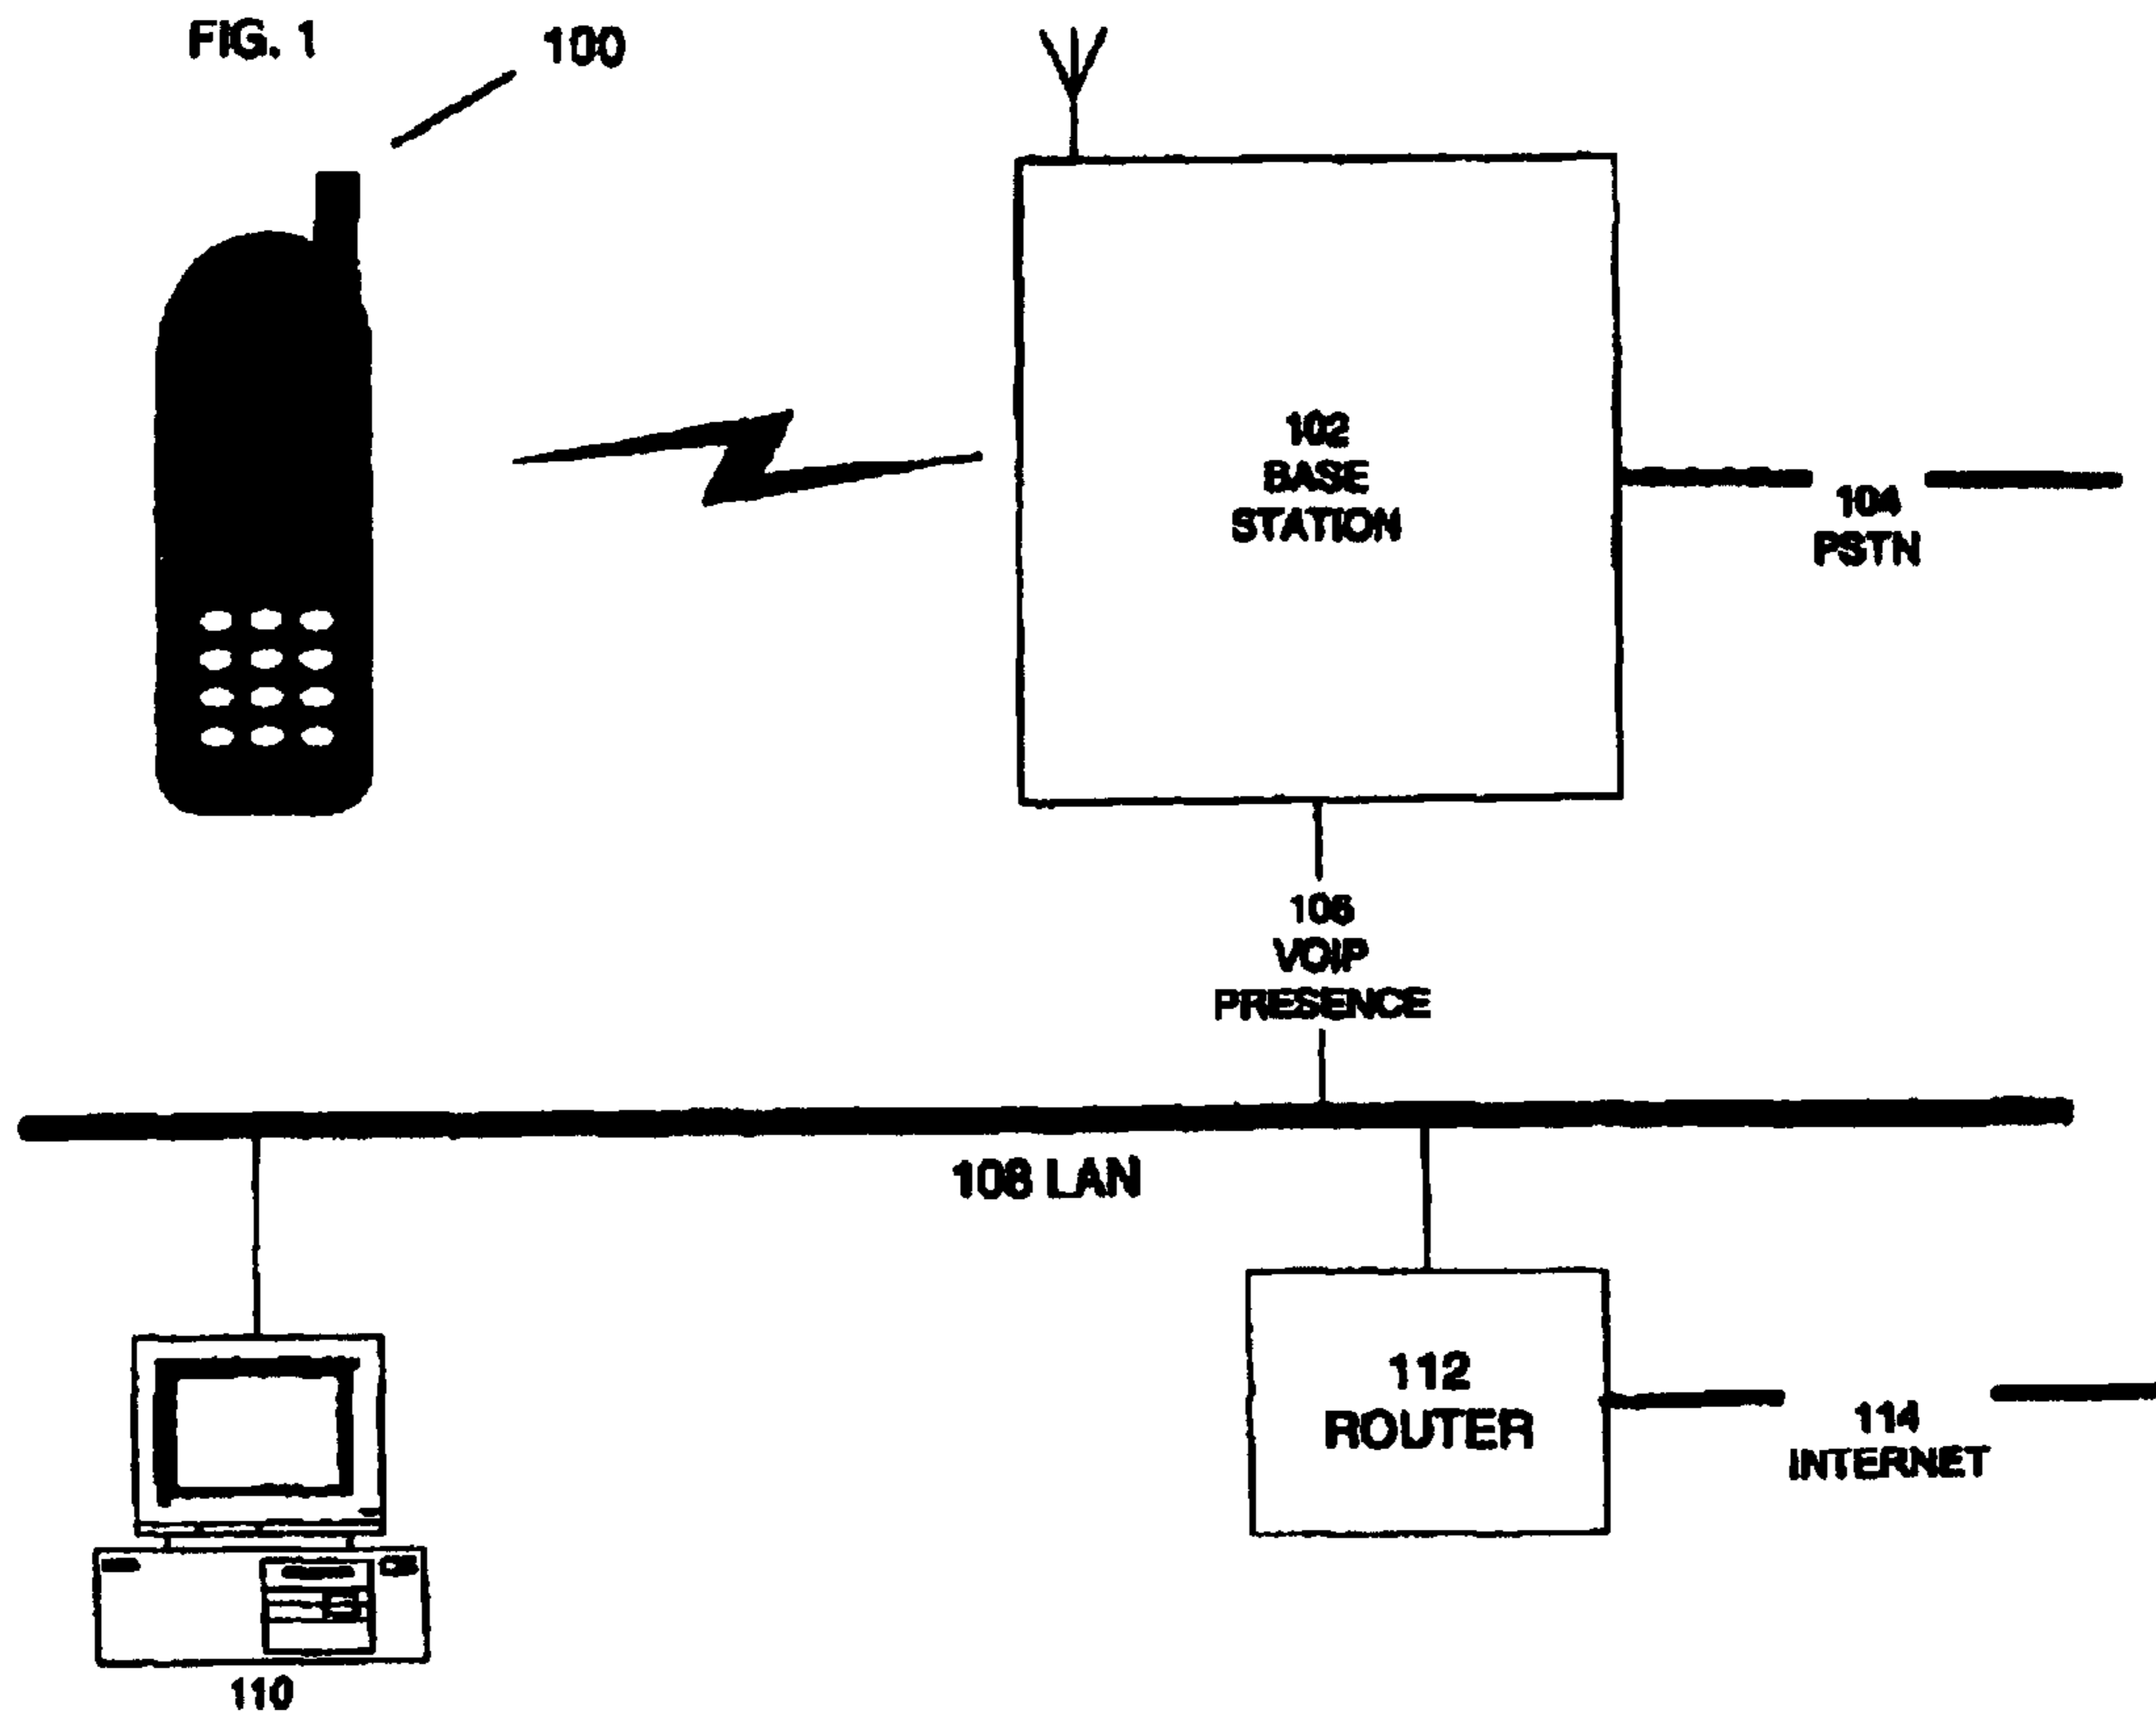 FIG. 1
100
102
BASE
STATION
104
PSTN
106
VOIP
PRESENCE
108 LAN
112
ROUTER
114
INTERNET
110